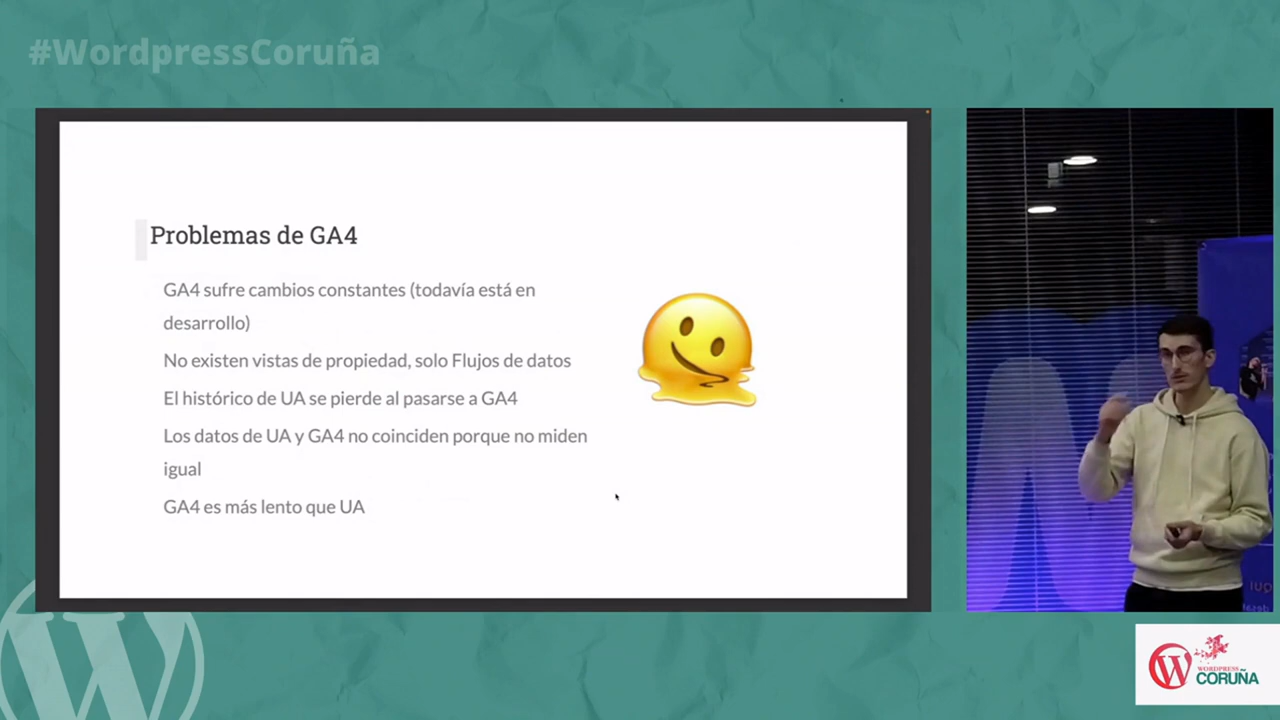 #WordpressCoruña
Problemas de GA4
GA4 sufre cambios constantes (todavía está en
desarrollo)
No existen vistas de propiedad, solo Flujos de datos
El histórico de UA se pierde al pasarse a GA4
Los datos de UA y GA4 no coinciden porque no miden
igual
GA4 es más lento que UA
WORDPRESS
CORUÑA